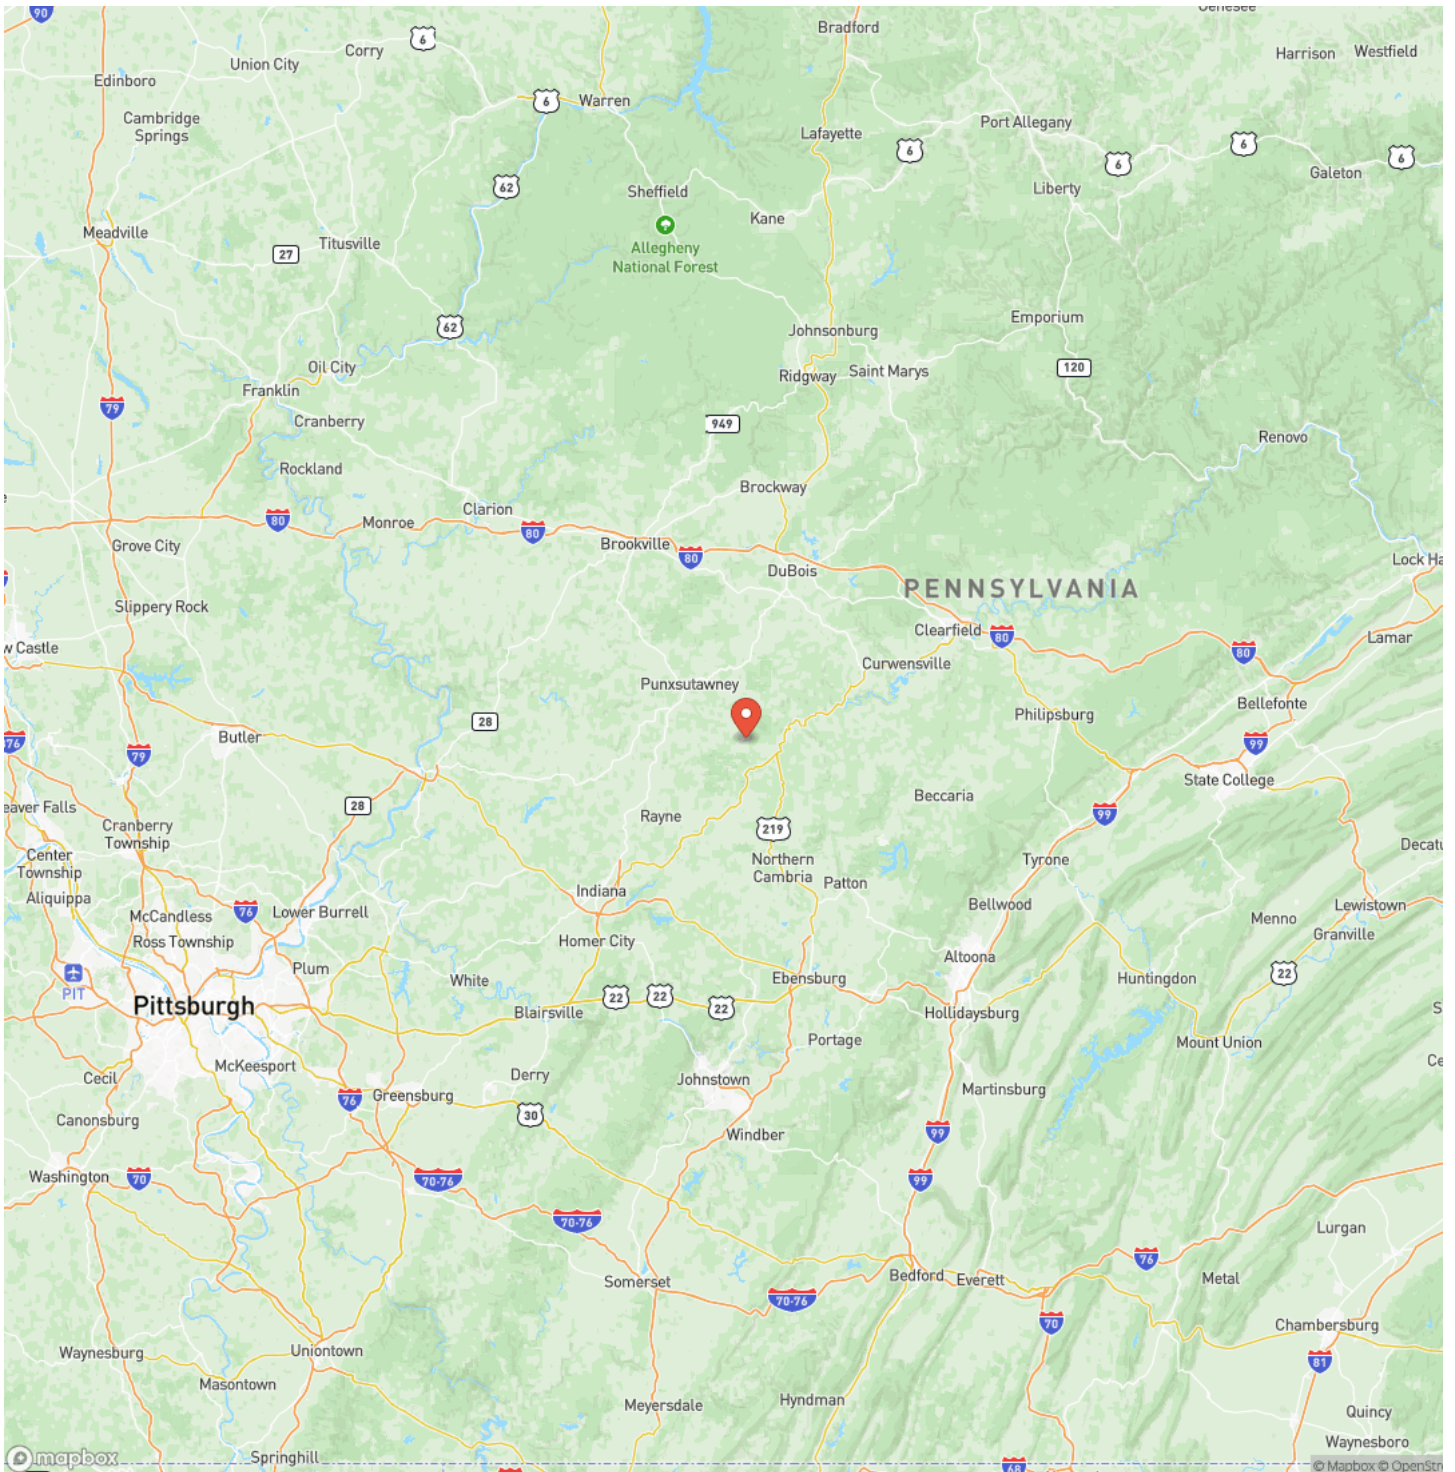 90
Genesee
Bradford
6
Corry
Harrison
Westfield
Union City
Edinboro
6
Warren
Cambridge
Springs
Port Allegany
Lafayette
6
6
6
6
62
Sheffield
Liberty
Galeton
Kane
Meadville
Titusville
27
Allegheny
National Forest
62
Johnsonburg
Emporium
Oil City
Ridgway
Saint Marys
120
Franklin
79
Cranberry
949
Renovo
Rockland
Brockway
Clarion
80
Monroe
80
Grove City
Brookville
80
DuBois
Lock Ha
PENNSYLVANIA
Slippery Rock
Clearfield
80
Lamar
w Castle
80
Curwensville
Punxsutawney
Bellefonte
28
Philipsburg
Butler
376
79
99
State College
Beccaria
eaver Falls
28
99
Rayne
Cranberry
Township
219
Decatu
Center
Township
Northern
Cambria
Tyrone
Patton
Indiana
Aliquippa
Bellwood
Lewistown
76
Lower Burrell
McCandless
Menno
Granville
Ross Township
Homer City
Altoona
Plum
White
Ebensburg
Huntingdon
22
PIT
22
22
22
Pittsburgh
Blairsville
Hollidaysburg
S
Portage
Mount Union
McKeesport
Derry
Johnstown
Ce
Cecil
76
Greensburg
Martinsburg
30
Canonsburg
Windber
99
Washington
70
70-76
99
70-76
Lurgan
76
Somerset
Bedford
Everett
Metal
70-76
70
Chambersburg
Waynesburg
Uniontown
81
Masontown
Hyndman
Meyersdale
Quincy
Waynesboro
mapbox
Springhill
68
© Mapbox © OpenStre